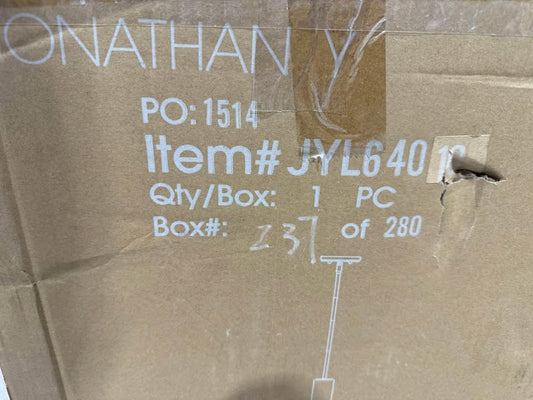 ONATHAN Y
PO: 1514
Item# JYL640
Qty/Box: 1 PC
Box#: 237 of 280